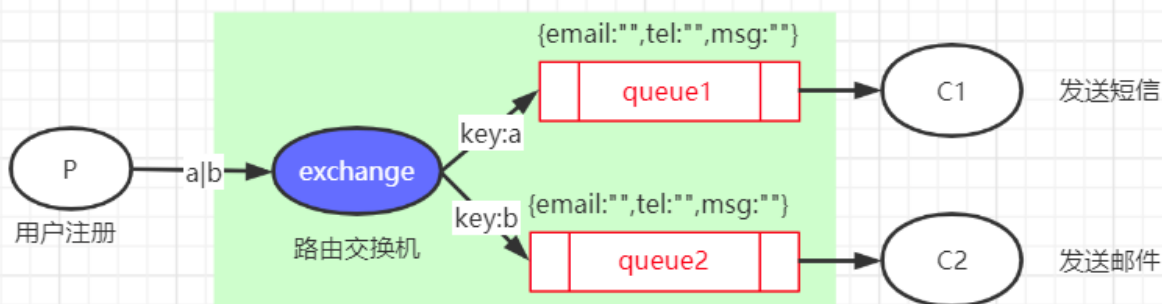 {email:"",tel:"",msg:""}
queue1
C1
发送短信
key:a
P
a|b
exchange
用户注册
路由交换机
key:b
{email:"",tel:"",msg:""}
queue2
C2
发送邮件